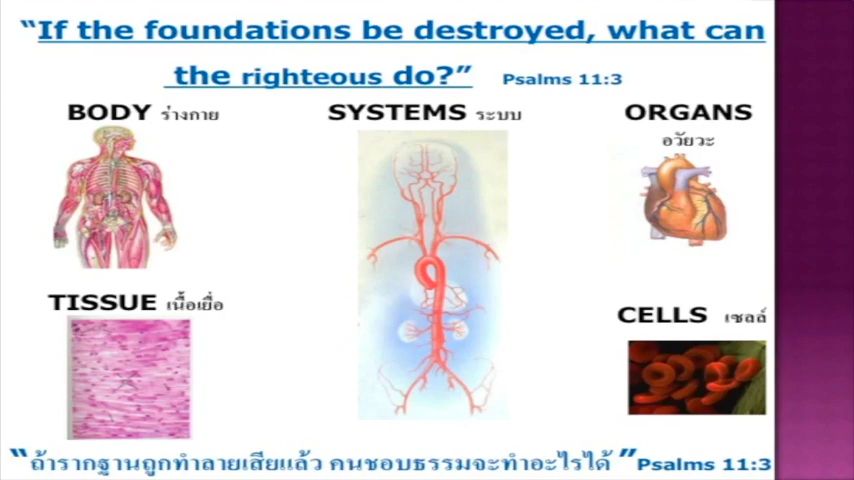 “If the foundations be destroyed, what can
the righteous do?” Psalms 11:3
BODY ร่างกาย
SYSTEMS ระบบ
ORGANS
อวัยวะ
TISSUE เนื้อเยื่อ
CELLS เซลล์
“ถ้ารากฐานถูกทำลายเสียแล้ว คนชอบธรรมจะทำอะไรได้ ” Psalms 11:3